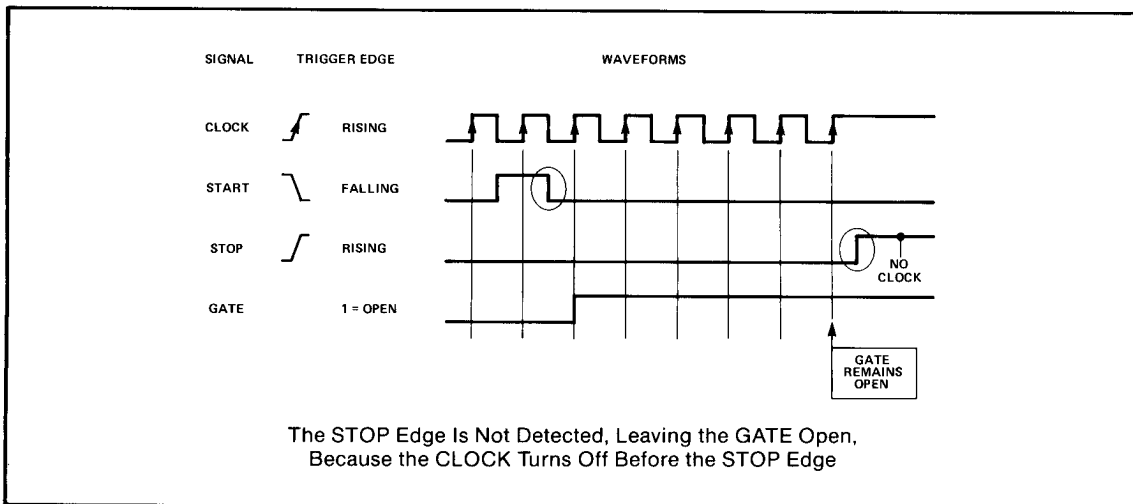 SIGNAL TRIGGER EDGE WAVEFORMS
CLOCK RISING
START FALLING
STOP RISING
NO
CLOCK
GATE 1 = OPEN
GATE
REMAINS
OPEN
The STOP Edge Is Not Detected, Leaving the GATE Open,
Because the CLOCK Turns Off Before the STOP Edge